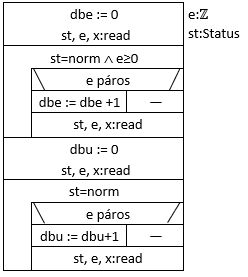 dbe := 0
st, e, x:read
e:ℤ
st:Status
st=norm ∧ e≥0
e páros
dbe := dbe +1
—
st, e, x:read
dbu := 0
st, e, x:read
st=norm
e páros
dbu := dbu+1
—
st, e, x:read